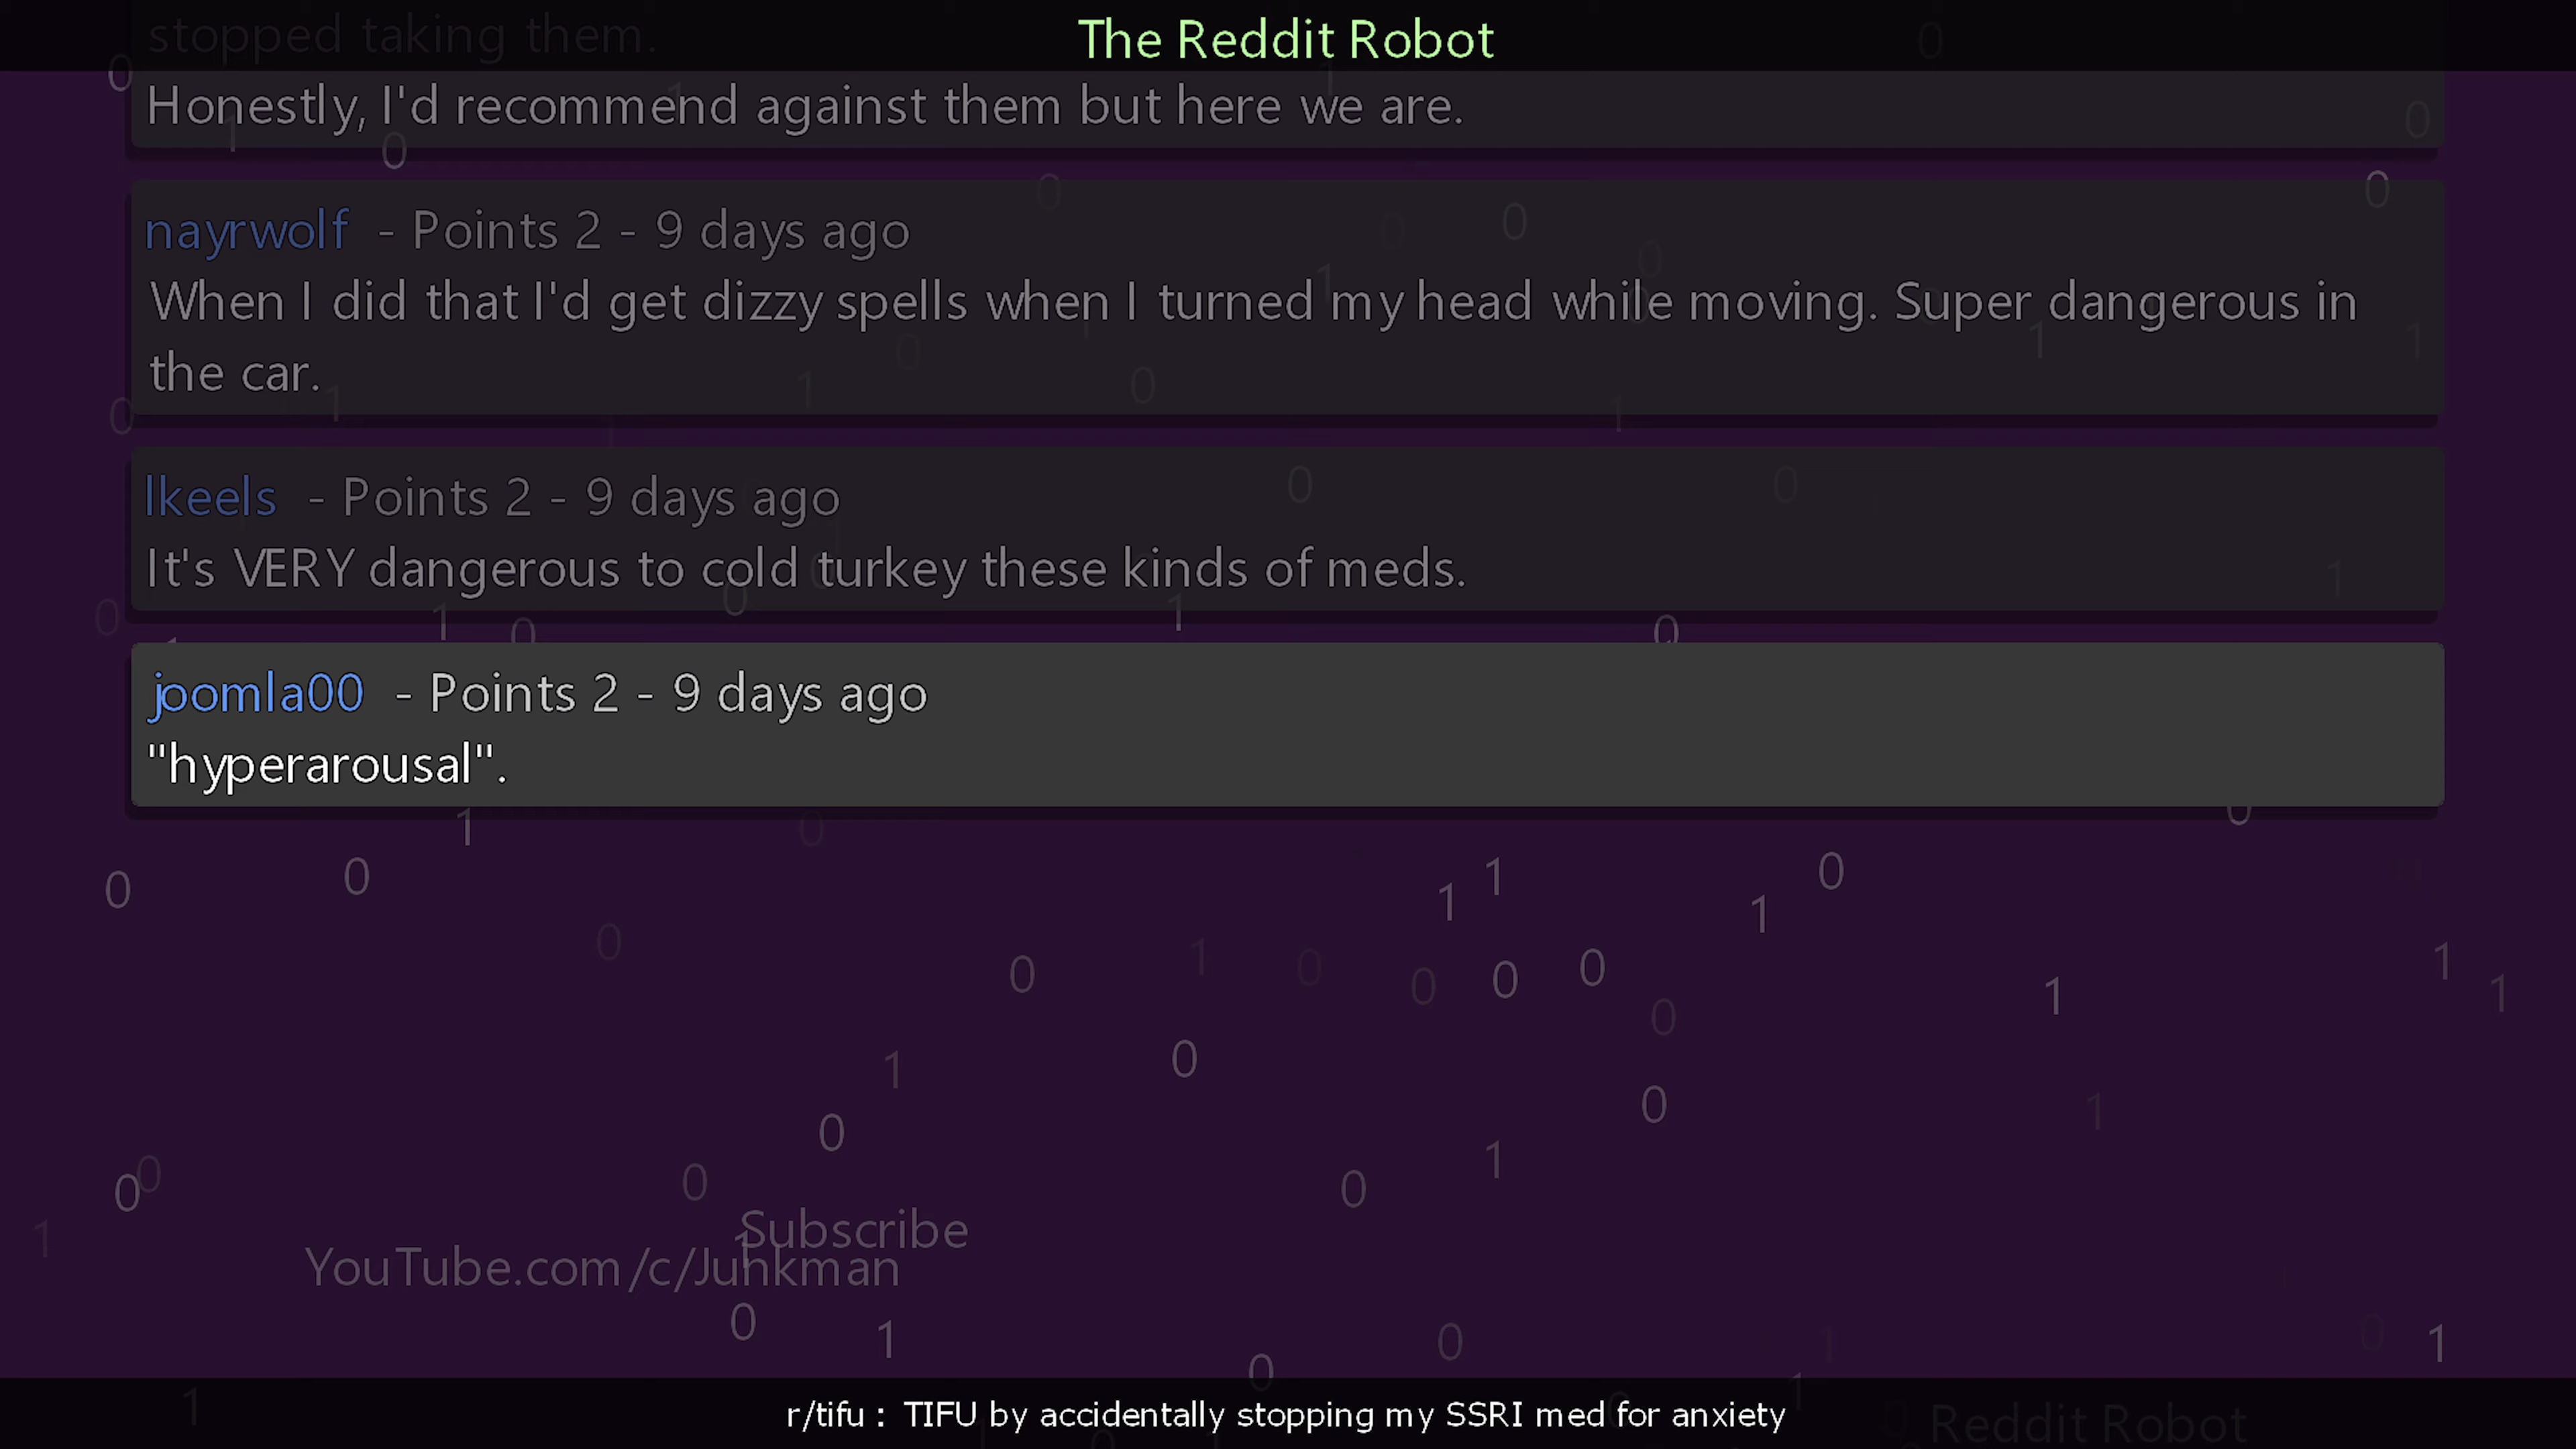 stopped taking them.
The Reddit Robot
Honestly, I'd recommend against them but here we are.
nayrwolf - Points 2 - 9 days ago
When I did that I'd get dizzy spells when I turned my head while moving. Super dangerous in
the car.
lkeels - Points 2 - 9 days ago
It's VERY dangerous to cold turkey these kinds of meds.
joomla00 - Points 2 - 9 days ago
"hyperarousal".
Subscribe
YouTube.com/c/Junkman
r/tifu : TIFU by accidentally stopping my SSRI med for anxiety
Reddit Robot